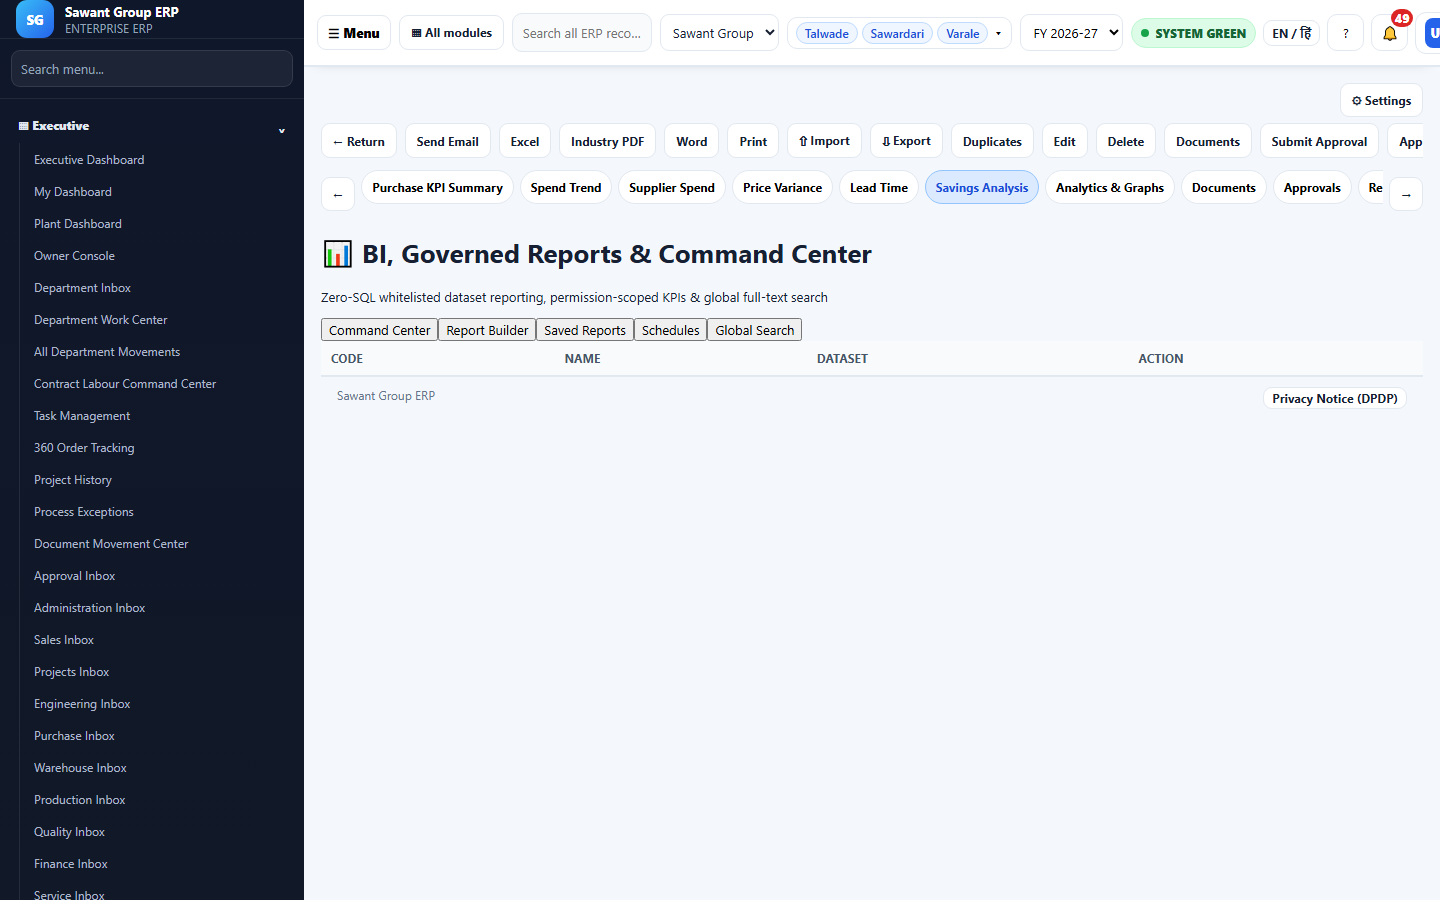 SG
Sawant Group ERP
ENTERPRISE ERP
Search menu...
Executive
Executive Dashboard
My Dashboard
Plant Dashboard
Owner Console
Department Inbox
Department Work Center
All Department Movements
Contract Labour Command Center
Task Management
360 Order Tracking
Project History
Process Exceptions
Document Movement Center
Approval Inbox
Administration Inbox
Sales Inbox
Projects Inbox
Engineering Inbox
Purchase Inbox
Warehouse Inbox
Production Inbox
Quality Inbox
Finance Inbox
Service Inbox
☰ Menu
All modules
Search all ERP reco...
Sawant Group
Talwade Sawardari Varale
FY 2026-27
SYSTEM GREEN
EN / हिं
?
49
U
⚙ Settings
← Return Send Email Excel Industry PDF Word Print ⇧ Import ⇩ Export Duplicates Edit Delete Documents Submit Approval App
← Purchase KPI Summary Spend Trend Supplier Spend Price Variance Lead Time Savings Analysis Analytics & Graphs Documents Approvals Re →
📊 BI, Governed Reports & Command Center
Zero-SQL whitelisted dataset reporting, permission-scoped KPIs & global full-text search
Command Center Report Builder Saved Reports Schedules Global Search
CODE NAME DATASET ACTION
Sawant Group ERP Privacy Notice (DPDP)